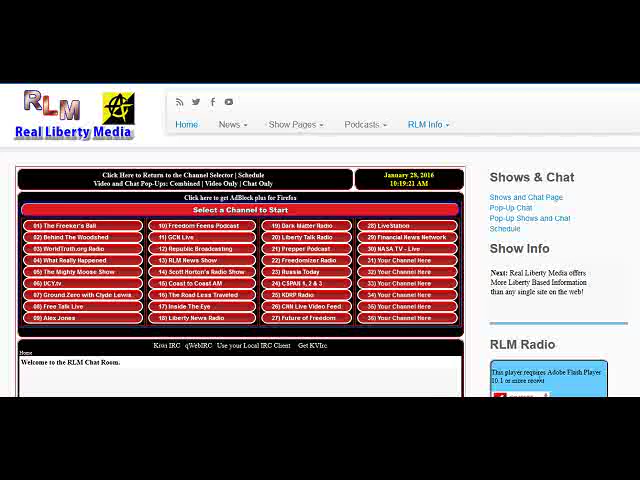 RLM
Real Liberty Media
Home
News
Show Pages
Podcasts
RLM Info
Click Here to Return to the Channel Selector | Schedule
Video and Chat Pop-Ups: Combined | Video Only | Chat Only
January 28, 2016
10:19:21 AM
Click here to get AdBlock plus for Firefox
Select a Channel to Start
01) The Freeker's Ball
02) Behind The Woodshed
03) WorldTruth.org Radio
04) What Really Happened
05) The Mighty Moose Show
06) UCY.tv
07) Ground Zero with Clyde Lewis
08) Free Talk Live
09) Alex Jones
10) Freedom Feens Podcast
11) GCN Live
12) Republic Broadcasting
13) RLM News Show
14) Scott Horton's Radio Show
15) Coast to Coast AM
16) The Road Less Traveled
17) Inside The Eye
18) Liberty News Radio
19) Dark Matter Radio
20) Liberty Talk Radio
21) Prepper Podcast
22) Freedomizer Radio
23) Russia Today
24) CSPAN 1, 2 & 3
25) KDRP Radio
26) CNN Live Video Feed
27) Future of Freedom
28) LiveStation
29) Financial News Network
30) NASA TV - Live
31) Your Channel Here
32) Your Channel Here
33) Your Channel Here
34) Your Channel Here
35) Your Channel Here
36) Your Channel Here
Kron IRC qWebIRC Use your Local IRC Client Get KVIrc
Home
Welcome to the RLM Chat Room.
Shows & Chat
Shows and Chat Page
Pop-Up Chat
Pop-Up Shows and Chat
Schedule
Show Info
Next: Real Liberty Media offers
More Liberty Based Information
than any single site on the web!
RLM Radio
This player requires Adobe Flash Player
10.1 or more recent